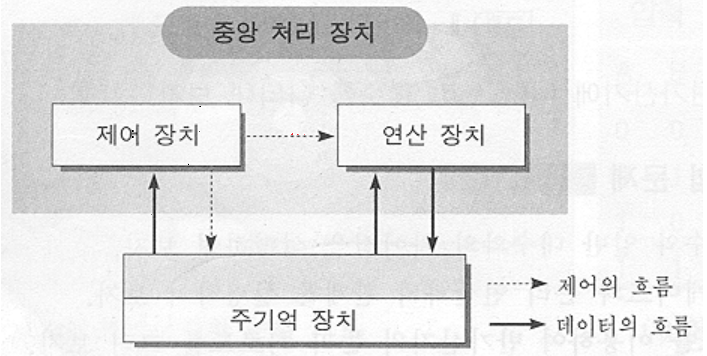 중앙 처리 장치
제어 장치
연산 장치
주기억 장치
제어의 흐름
데이터의 흐름